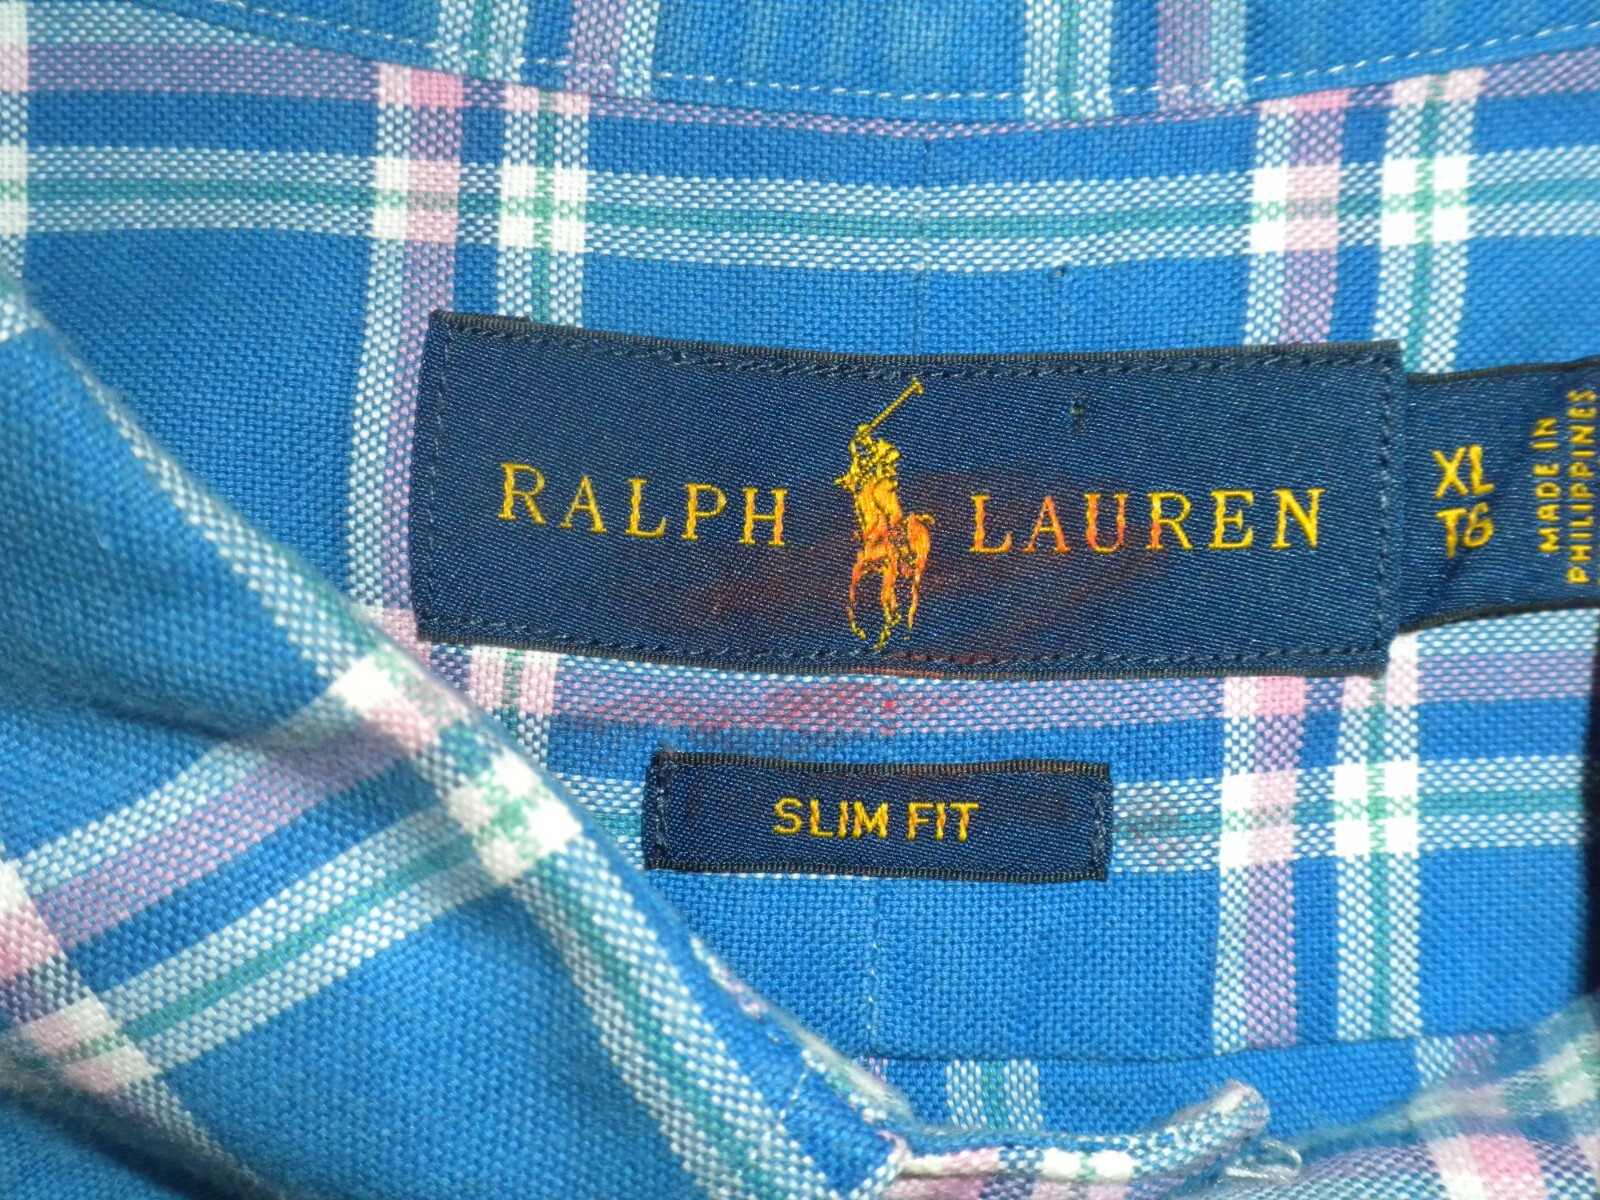 RALPH LAUREN
XL
TG
MADE IN
PHILIPPINES
SLIM FIT